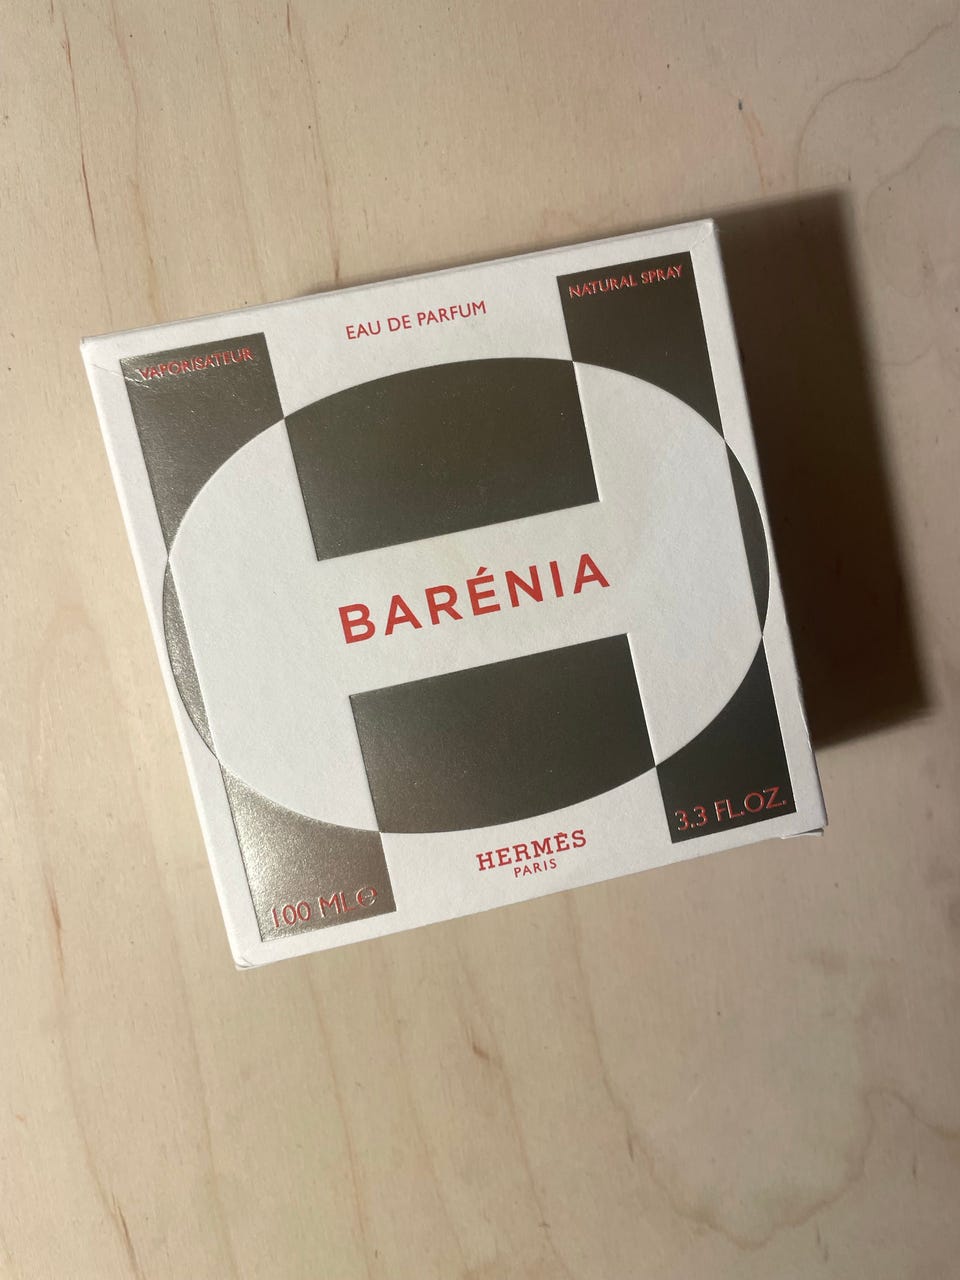 EAU DE PARFUM
NATURAL SPRAY
VAPORISATEUR
BARÉNIA
HERMÈS
PARIS
3.3 FL.OZ.
100 ML ℮